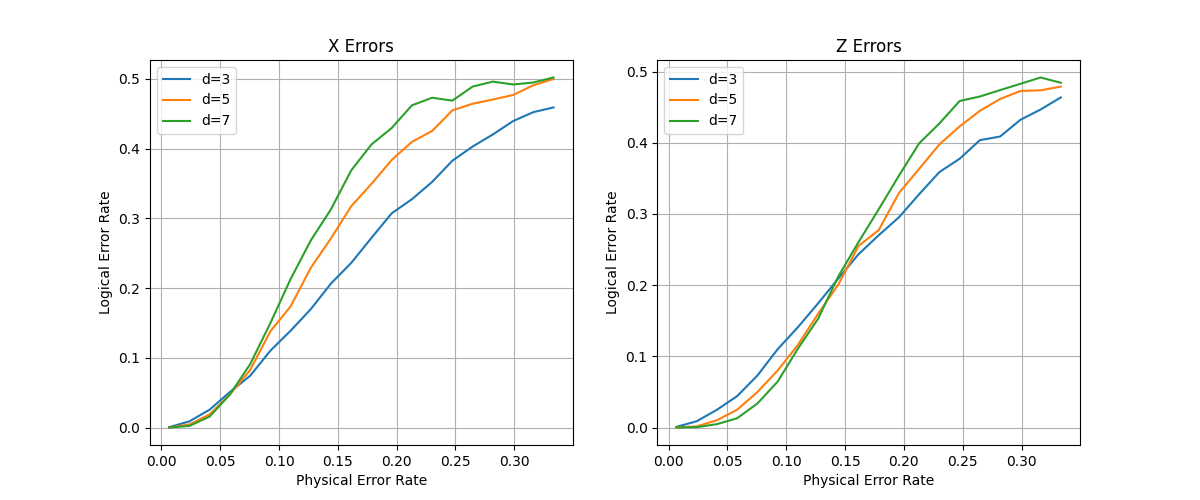 X Errors
d=3
d=5
d=7
0.5
0.4
0.3
0.2
0.1
0.0
Logical Error Rate
0.00 0.05 0.10 0.15 0.20 0.25 0.30
Physical Error Rate
Z Errors
d=3
d=5
d=7
0.5
0.4
0.3
0.2
0.1
0.0
Logical Error Rate
0.00 0.05 0.10 0.15 0.20 0.25 0.30
Physical Error Rate